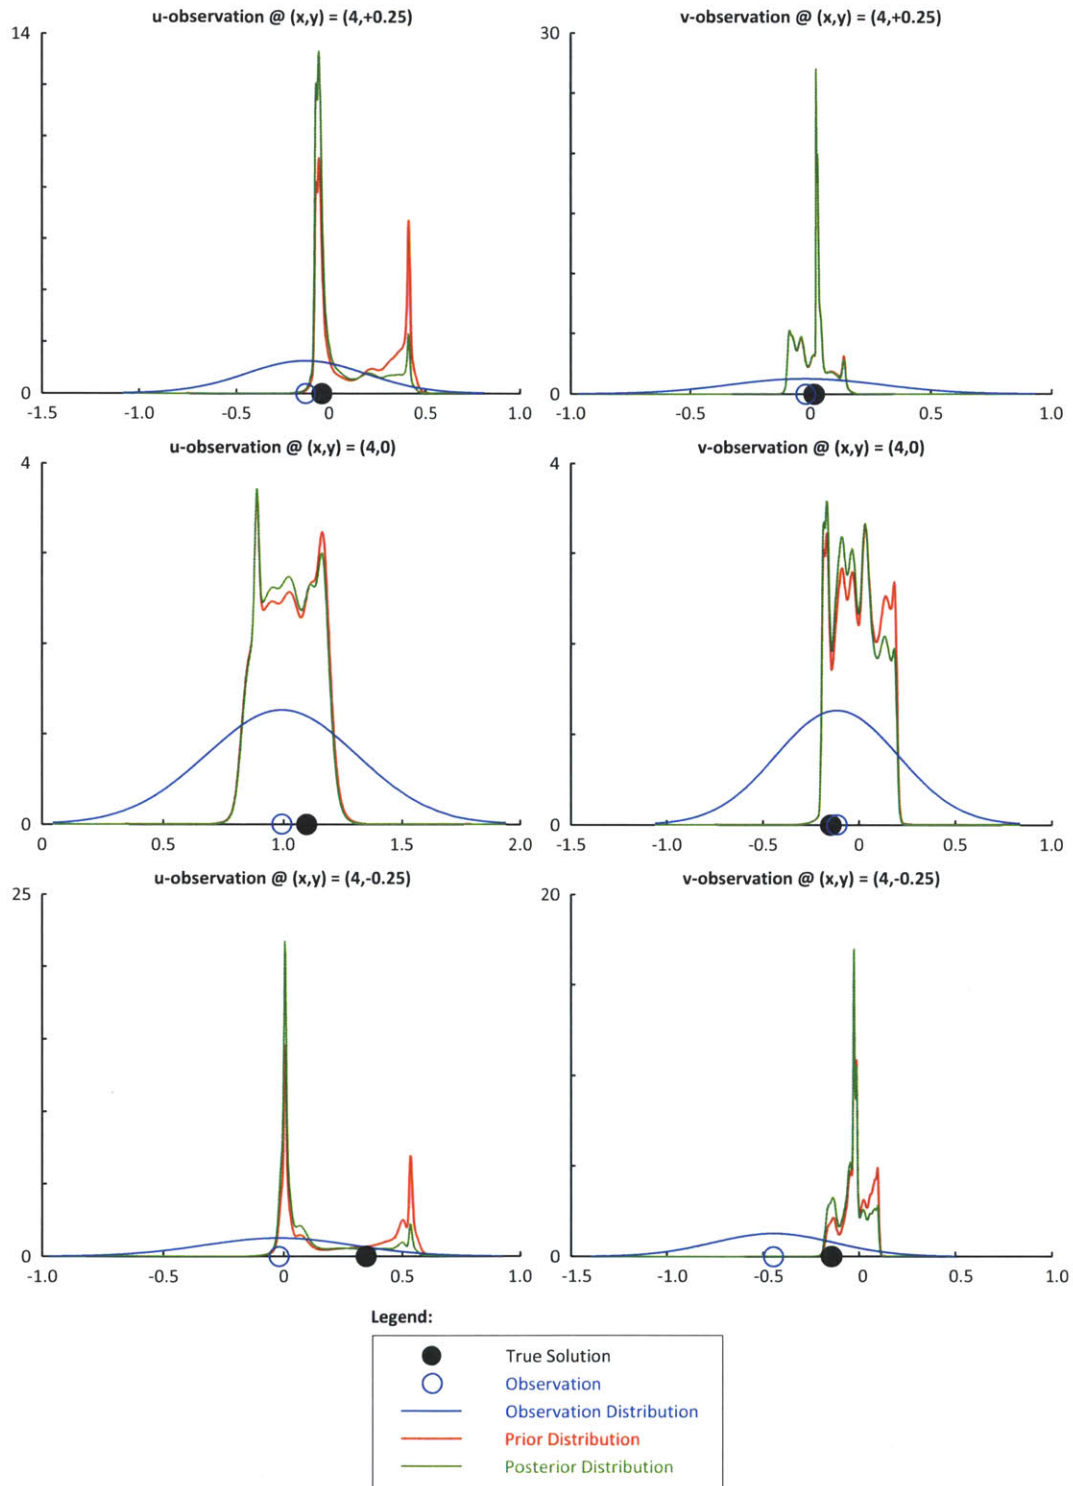 u-observation @ (x,y) = (4,+0.25)
v-observation @ (x,y) = (4,+0.25)
14
30
0
0
-1.5 -1.0 -0.5 0 0.5 1.0
-1.0 -0.5 0 0.5 1.0
u-observation @ (x,y) = (4,0)
v-observation @ (x,y) = (4,0)
4
4
0
0
0 0.5 1.0 1.5 2.0
-1.5 -1.0 -0.5 0 0.5 1.0
u-observation @ (x,y) = (4,-0.25)
v-observation @ (x,y) = (4,-0.25)
25
20
0
0
-1.0 -0.5 0 0.5 1.0
-1.5 -1.0 -0.5 0 0.5 1.0
Legend:
True Solution
Observation
Observation Distribution
Prior Distribution
Posterior Distribution